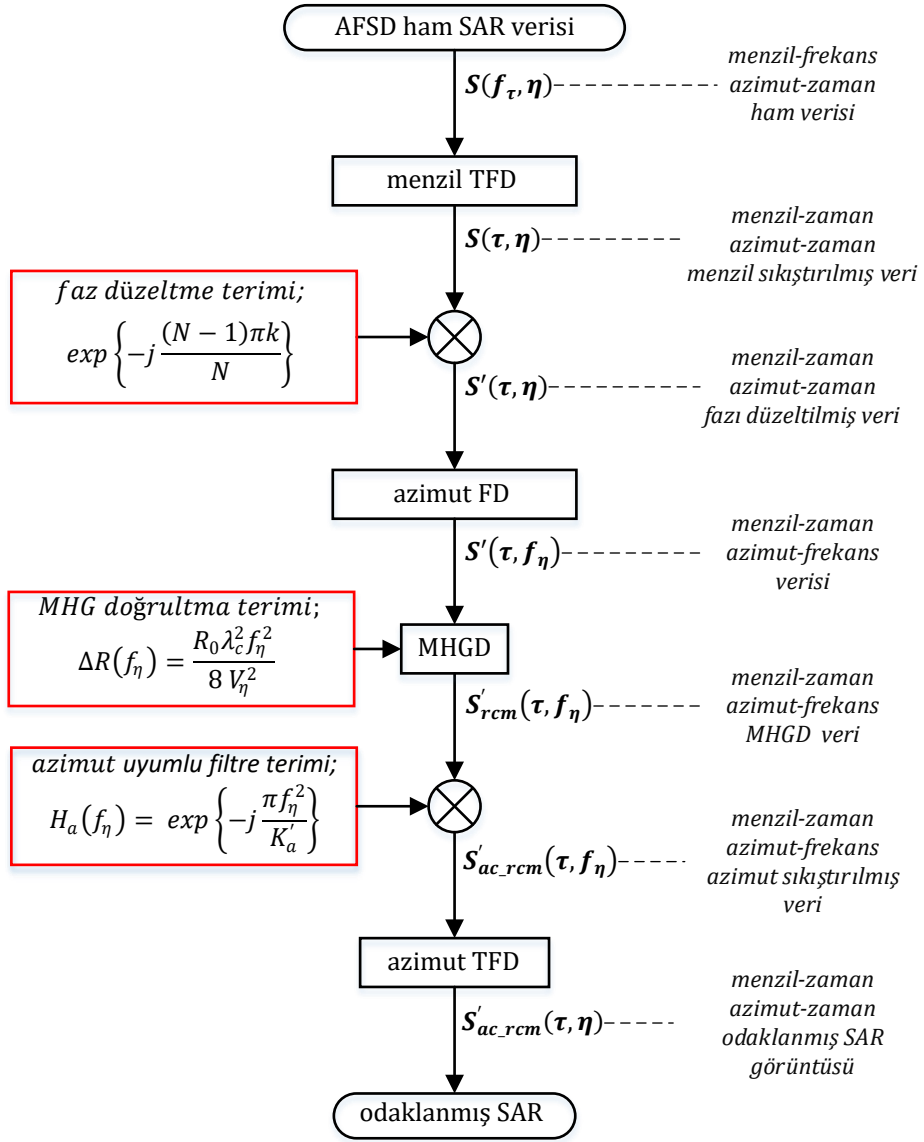 AFSD ham SAR verisi
S(f_τ, η)
menzil-frekans
azimut-zaman
ham verisi
menzil TFD
S(τ, η)
menzil-zaman
azimut-zaman
menzil sıkıştırılmış veri
faz düzeltme terimi;
exp{-j (N − 1)πk / N}
S′(τ, η)
menzil-zaman
azimut-zaman
fazı düzeltilmiş veri
azimut FD
S′(τ, f_η)
menzil-zaman
azimut-frekans
verisi
MHG doğrultma terimi;
ΔR(f_η) = R_0 λ_c^2 f_η^2 / 8 V_η^2
MHGD
S′_rcm(τ, f_η)
menzil-zaman
azimut-frekans
MHGD veri
azimut uyumlu filtre terimi;
H_a(f_η) = exp{-j πf_η^2 / K_a′}
S′_ac_rcm(τ, f_η)
menzil-zaman
azimut-frekans
azimut sıkıştırılmış
veri
azimut TFD
S′_ac_rcm(τ, η)
menzil-zaman
azimut-zaman
odaklanmış SAR
görüntüsü
odaklanmış SAR